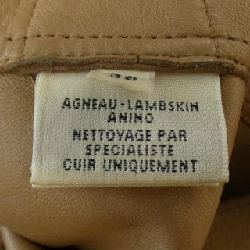 AGNEAU-LAMBSKIN
ANINO
NETTOYAGE PAR
SPECIALISTE
CUIR UNIQUEMENT